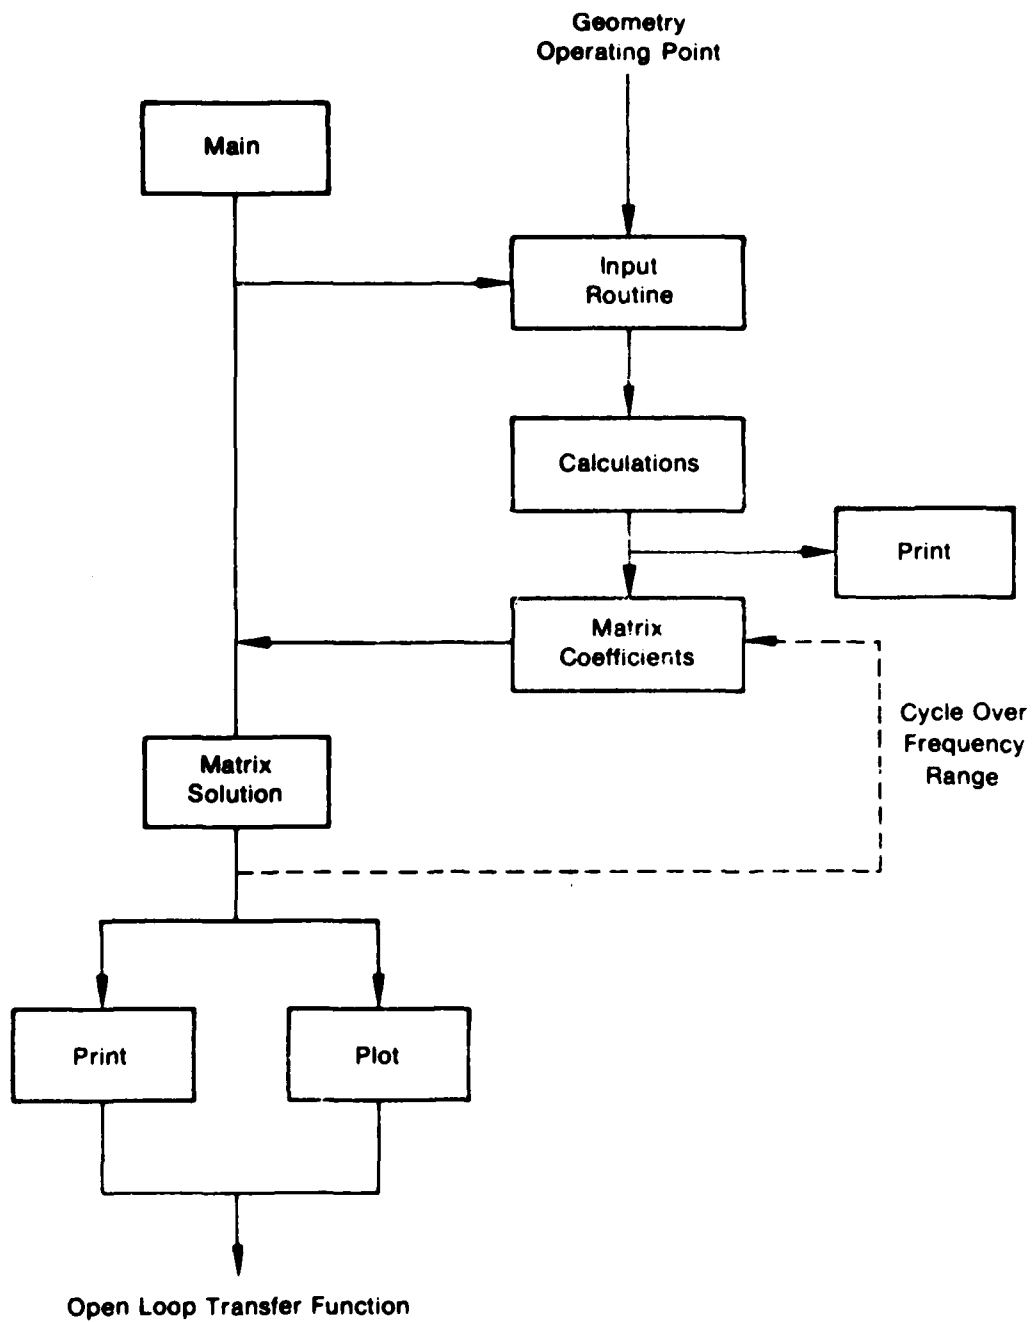 Geometry
Operating Point
Main
Input
Routine
Calculations
Print
Matrix
Coefficients
Cycle Over
Frequency
Range
Matrix
Solution
Print
Plot
Open Loop Transfer Function